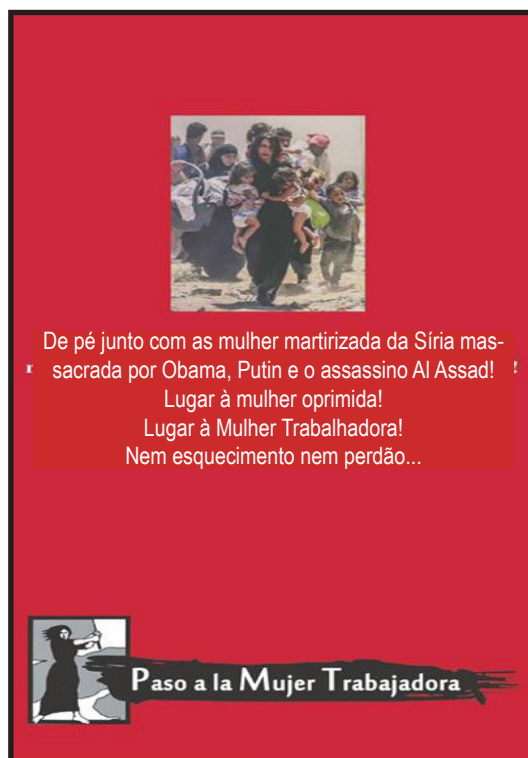 De pé junto com as mulher martirizada da Síria mas-
sacrada por Obama, Putin e o assassino Al Assad!
Lugar à mulher oprimida!
Lugar à Mulher Trabalhadora!
Nem esquecimento nem perdão...
Paso a la Mujer Trabajadora